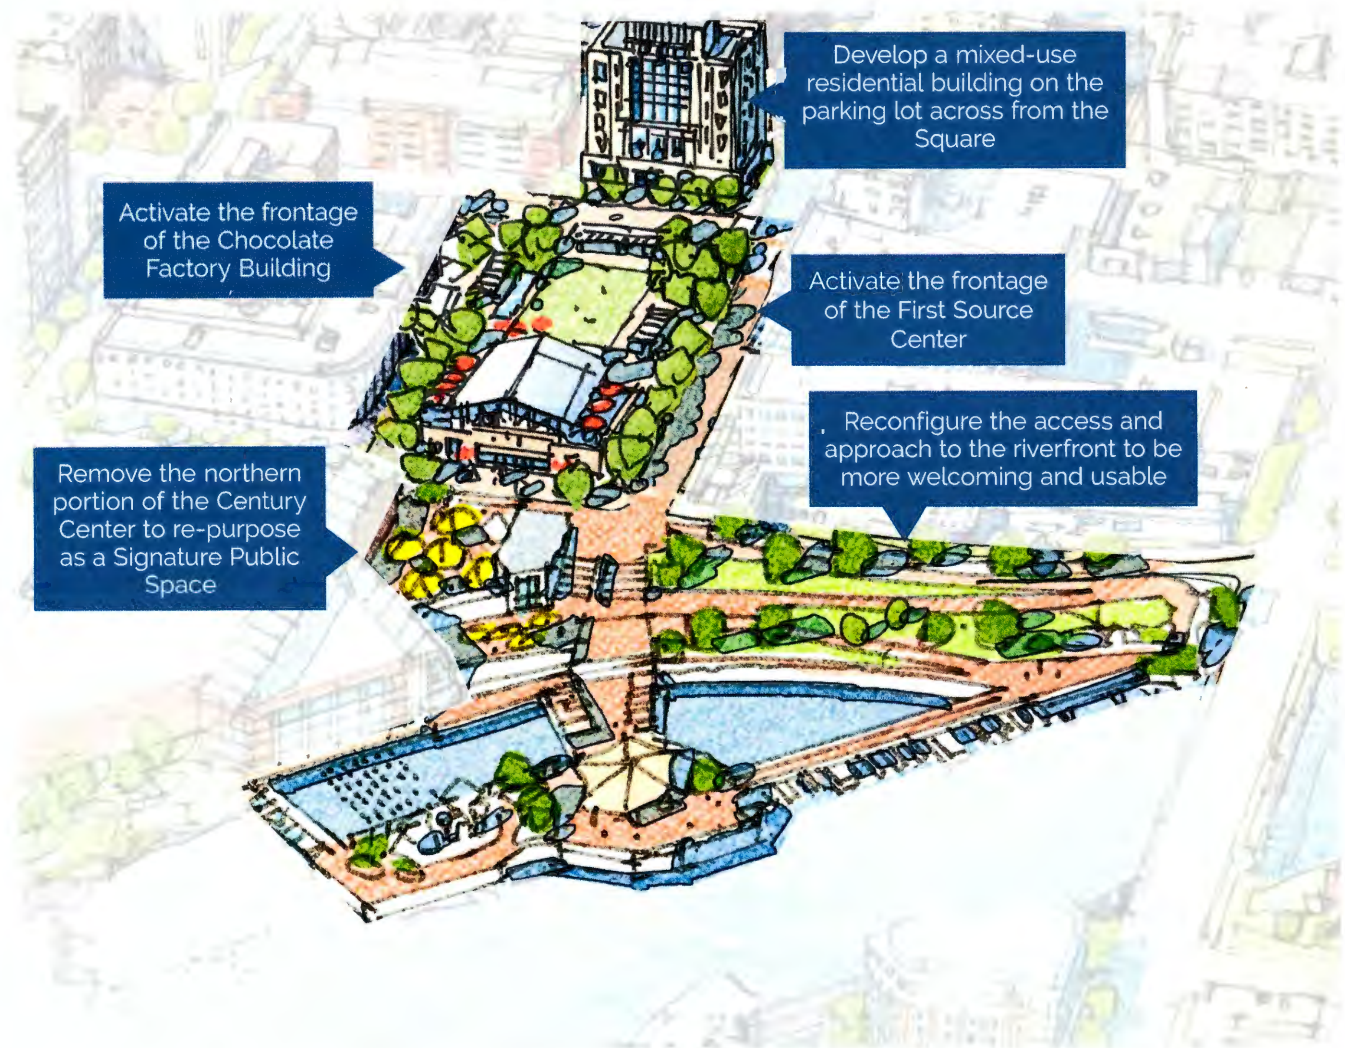 Develop a mixed-use
residential building on the
parking lot across from the
Square
Activate the frontage
of the Chocolate
Factory Building
Activate the frontage
of the First Source
Center
Reconfigure the access and
approach to the riverfront to be
more welcoming and usable
Remove the northern
portion of the Century
Center to re-purpose
as a Signature Public
Space